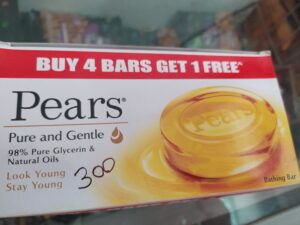 BUY 4 BARS GET 1 FREE^
Pears®
Pure and Gentle
98% Pure Glycerin &
Natural Oils
Look Young
Stay Young
300
Pears
Bathing Bar